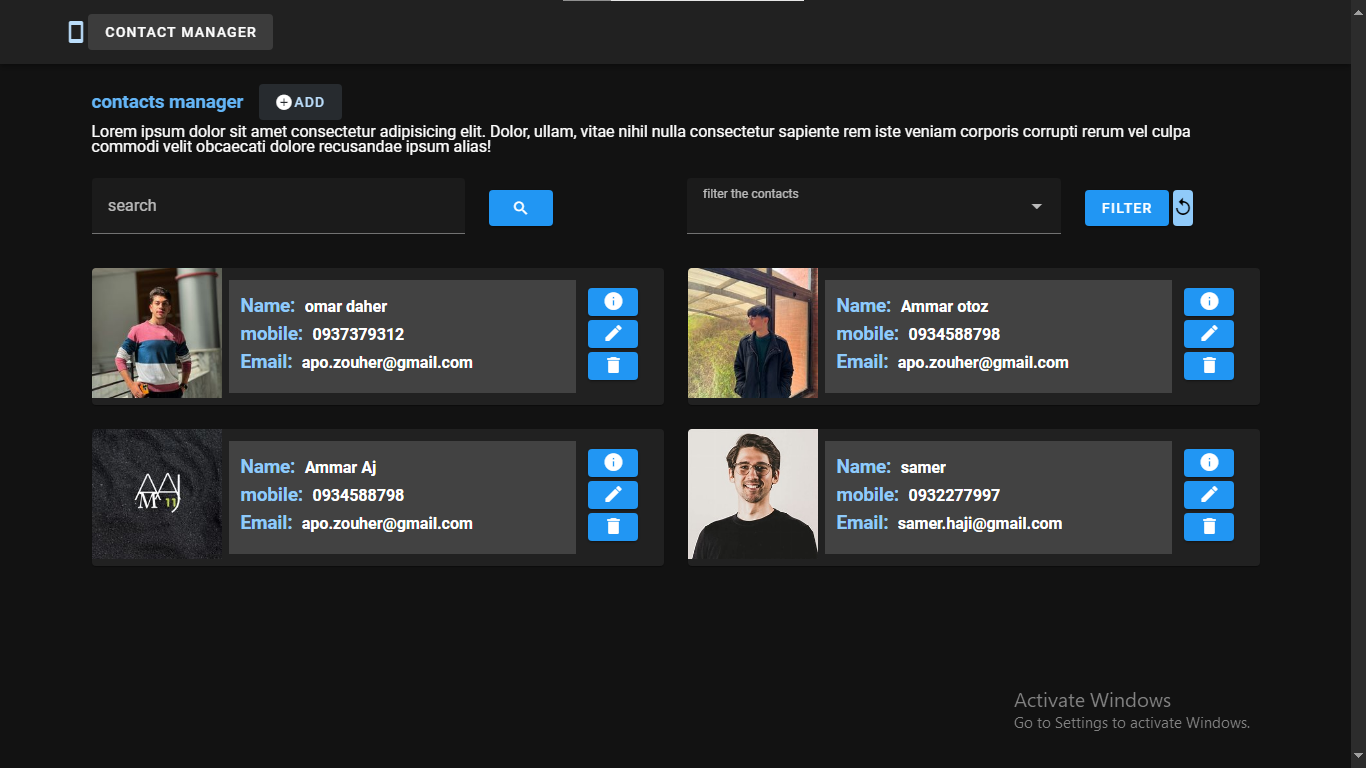 CONTACT MANAGER
contacts manager
ADD
Lorem ipsum dolor sit amet consectetur adipisicing elit. Dolor, ullam, vitae nihil nulla consectetur sapiente rem iste veniam corporis corrupti rerum vel culpa
commodi velit obcaecati dolore recusandae ipsum alias!
search
filter the contacts
FILTER
Name: omar daher
mobile: 0937379312
Email: apo.zouher@gmail.com
Name: Ammar otoz
mobile: 0934588798
Email: apo.zouher@gmail.com
Name: Ammar Aj
mobile: 0934588798
Email: apo.zouher@gmail.com
Name: samer
mobile: 0932277997
Email: samer.haji@gmail.com
Activate Windows
Go to Settings to activate Windows.